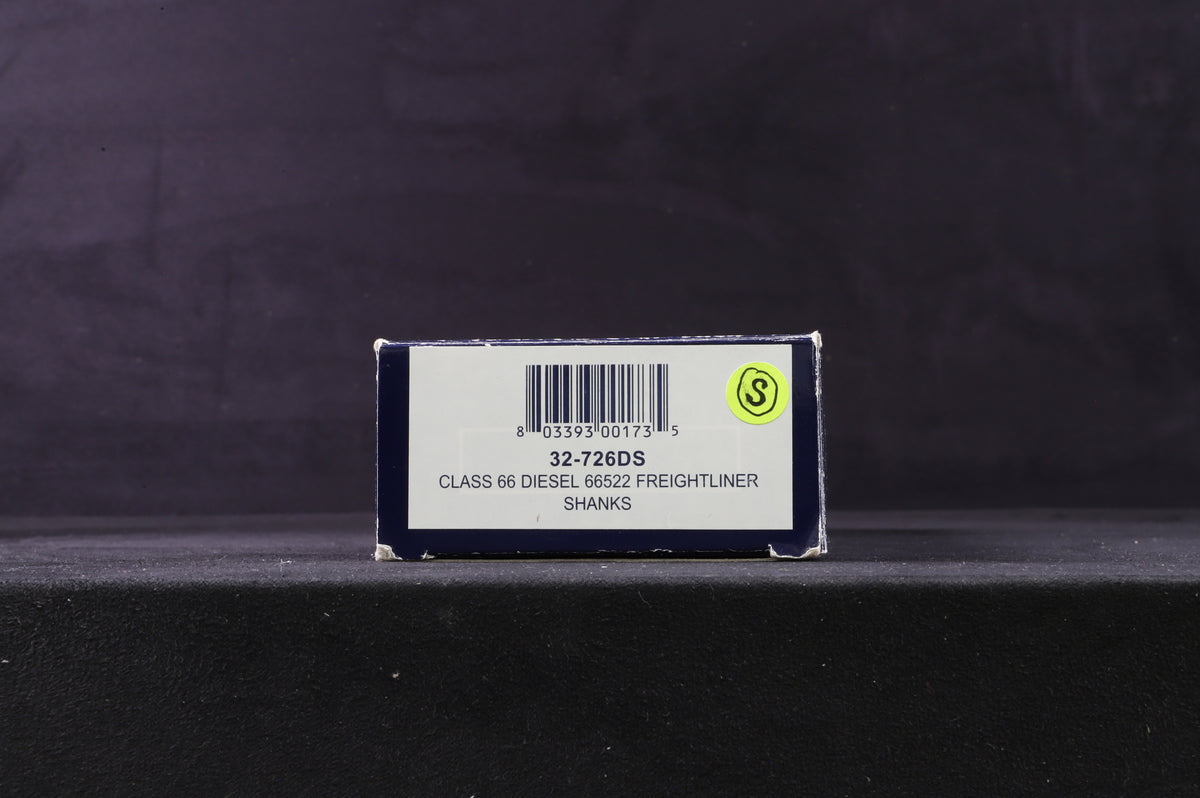 S
8 03393 00173 5
32-726DS
CLASS 66 DIESEL 66522 FREIGHTLINER
SHANKS